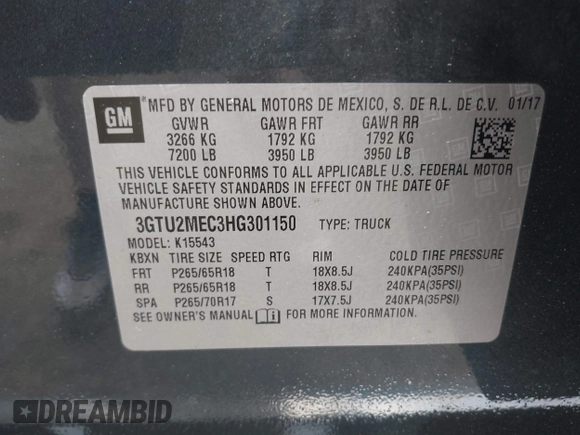 GM
MFD BY GENERAL MOTORS DE MEXICO, S. DE R.L. DE C.V. 01/17
GVWR GAWR FRT GAWR RR
3266 KG 1792 KG 1792 KG
7200 LB 3950 LB 3950 LB
THIS VEHICLE CONFORMS TO ALL APPLICABLE U.S. FEDERAL MOTOR
VEHICLE SAFETY, BUMPER, AND THEFT PREVENTION
STANDARDS IN EFFECT ON THE DATE OF
MANUFACTURE SHOWN ABOVE.
3GTU2MEC3HG301150 TYPE: TRUCK
MODEL: K15543
KBXN TIRE SIZE SPEED RTG RIM COLD TIRE PRESSURE
FRT P265/65R18 T 18X8.5J 240KPA(35PSI)
RR P265/65R18 T 18X8.5J 240KPA(35PSI)
SPA P265/70R17 S 17X7.5J 240KPA(35PSI)
SEE OWNER'S MANUAL FOR MORE INFORMATION.
DREAMBID